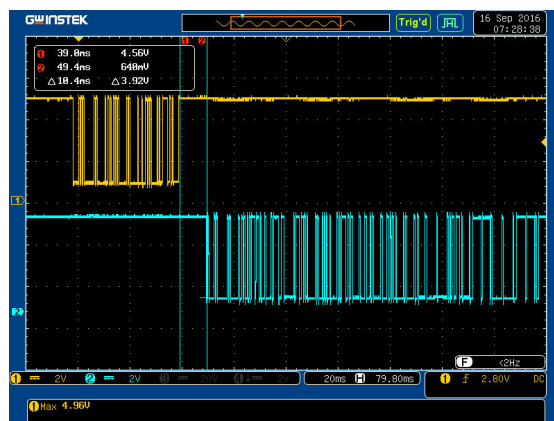 GWINSTEK
Trig'd
16 Sep 2016
07:28:38
1 39.0ms 4.56V
2 49.4ms 640mV
△10.4ms △3.92V
1 2
1
2
F <2Hz
1 2V 2 2V 3 4 2V
20ms H 79.80ms
1 2.80V DC
1 Max 4.96V